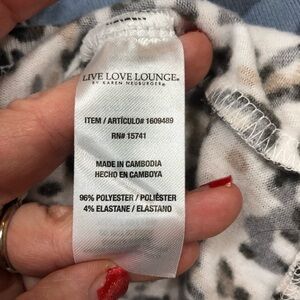 LIVE LOVE LOUNGE®
BY KAREN NEUBURGER®
ITEM / ARTÍCULO# 1609489
RN# 15741
MADE IN CAMBODIA
HECHO EN CAMBOYA
96% POLYESTER / POLIÉSTER
4% ELASTANE / ELASTANO